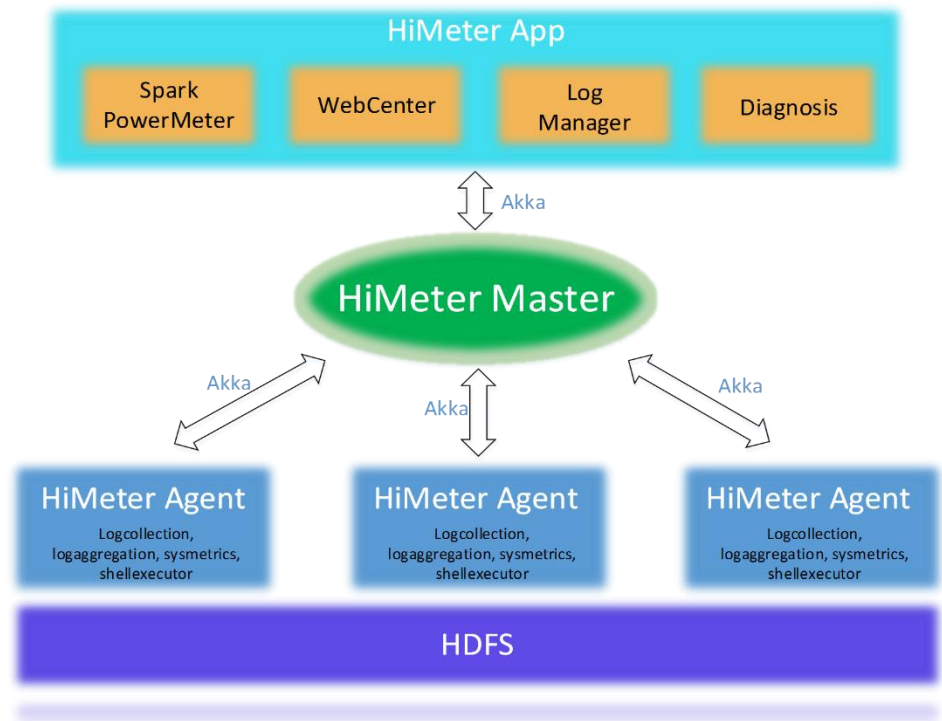 HiMeter App
Spark
PowerMeter
WebCenter
Log
Manager
Diagnosis
Akka
HiMeter Master
Akka
Akka
Akka
HiMeter Agent
Logcollection,
logaggregation, sysmetrics,
shellexecutor
HiMeter Agent
Logcollection,
logaggregation, sysmetrics,
shellexecutor
HiMeter Agent
Logcollection,
logaggregation, sysmetrics,
shellexecutor
HDFS